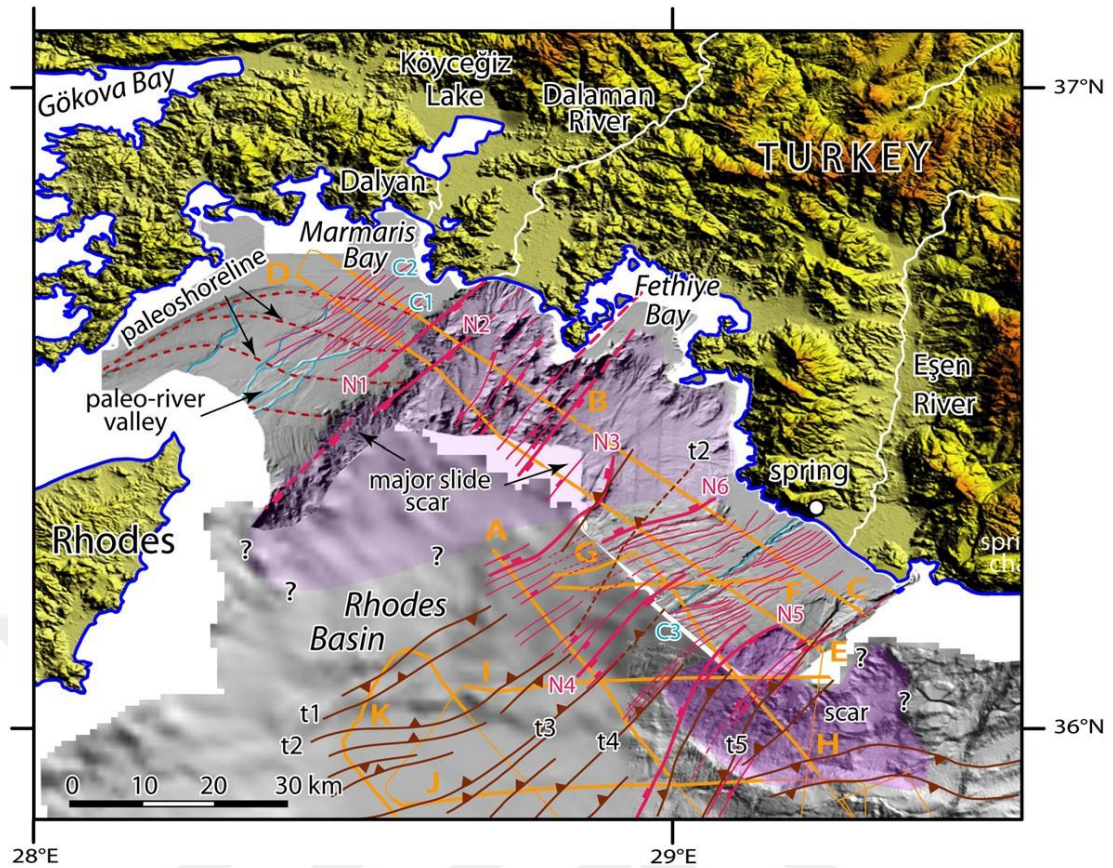 28°E
29°E
37°N
36°N
Gökova Bay
Köyceğiz
Lake
Dalaman
River
TURKEY
Dalyan
Marmaris
Bay
paleoshoreline
D
C2
C1
Fethiye
Bay
N2
Eşen
River
N1
paleo-river
valley
B
N3
t2
major slide
scar
N6
spring
A
Rhodes
?
?
?
G
Rhodes
Basin
F
C
N5
C3
E
?
?
I
N4
scar
K
t1
t2
t3
t4
t5
H
J
0 10 20 30 km